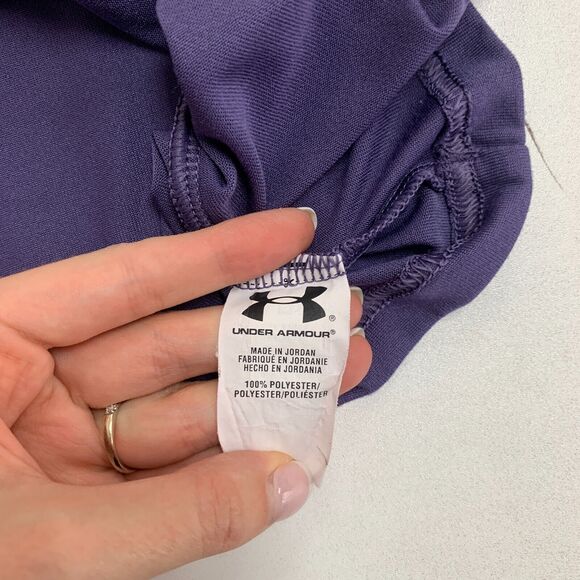 UNDER ARMOUR®
MADE IN JORDAN
FABRIQUÉ EN JORDANIE
HECHO EN JORDANIA
100% POLYESTER/
POLYESTER/POLIÉSTER